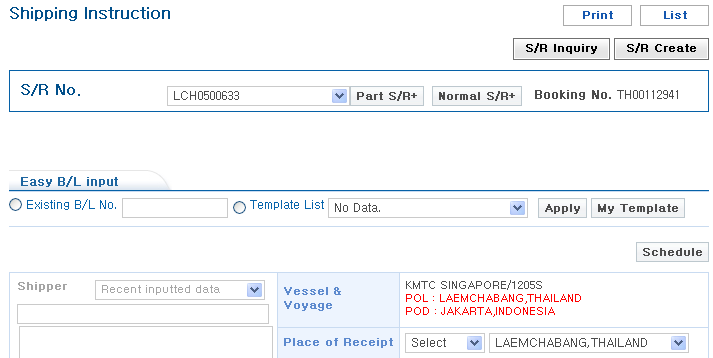 Shipping Instruction
Print
List
S/R Inquiry
S/R Create
S/R No.
LCH0500633
Part S/R+
Normal S/R+
Booking No. TH00112941
Easy B/L input
Existing B/L No.
Template List
No Data.
Apply
My Template
Schedule
Shipper
Recent inputted data
Vessel &
Voyage
KMTC SINGAPORE/1205S
POL : LAEMCHABANG,THAILAND
POD : JAKARTA,INDONESIA
Place of Receipt
Select
LAEMCHABANG,THAILAND